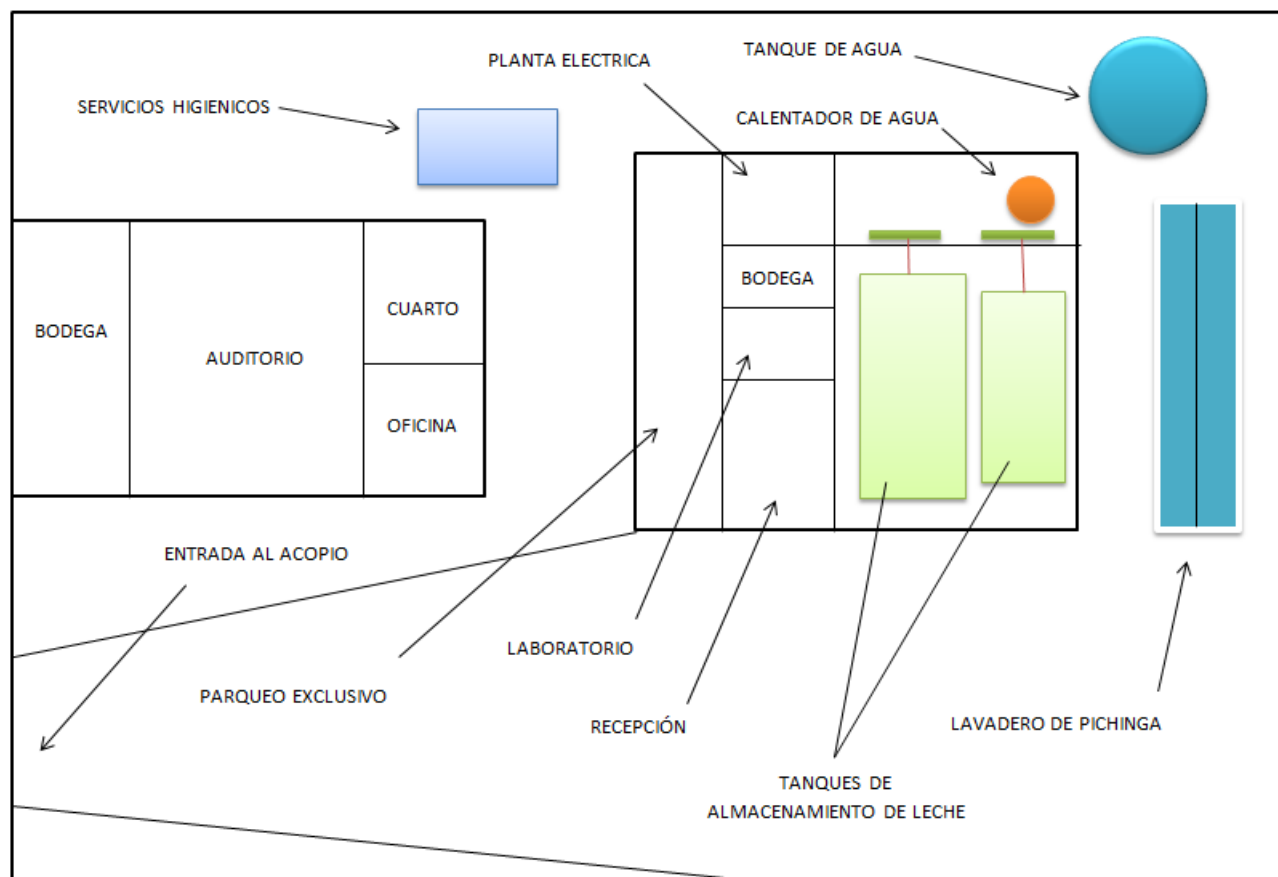 TANQUE DE AGUA
PLANTA ELECTRICA
SERVICIOS HIGIENICOS
CALENTADOR DE AGUA
BODEGA
AUDITORIO
CUARTO
OFICINA
BODEGA
ENTRADA AL ACOPIO
LABORATORIO
PARQUEO EXCLUSIVO
RECEPCIÓN
LAVADERO DE PICHINGA
TANQUES DE
ALMACENAMIENTO DE LECHE